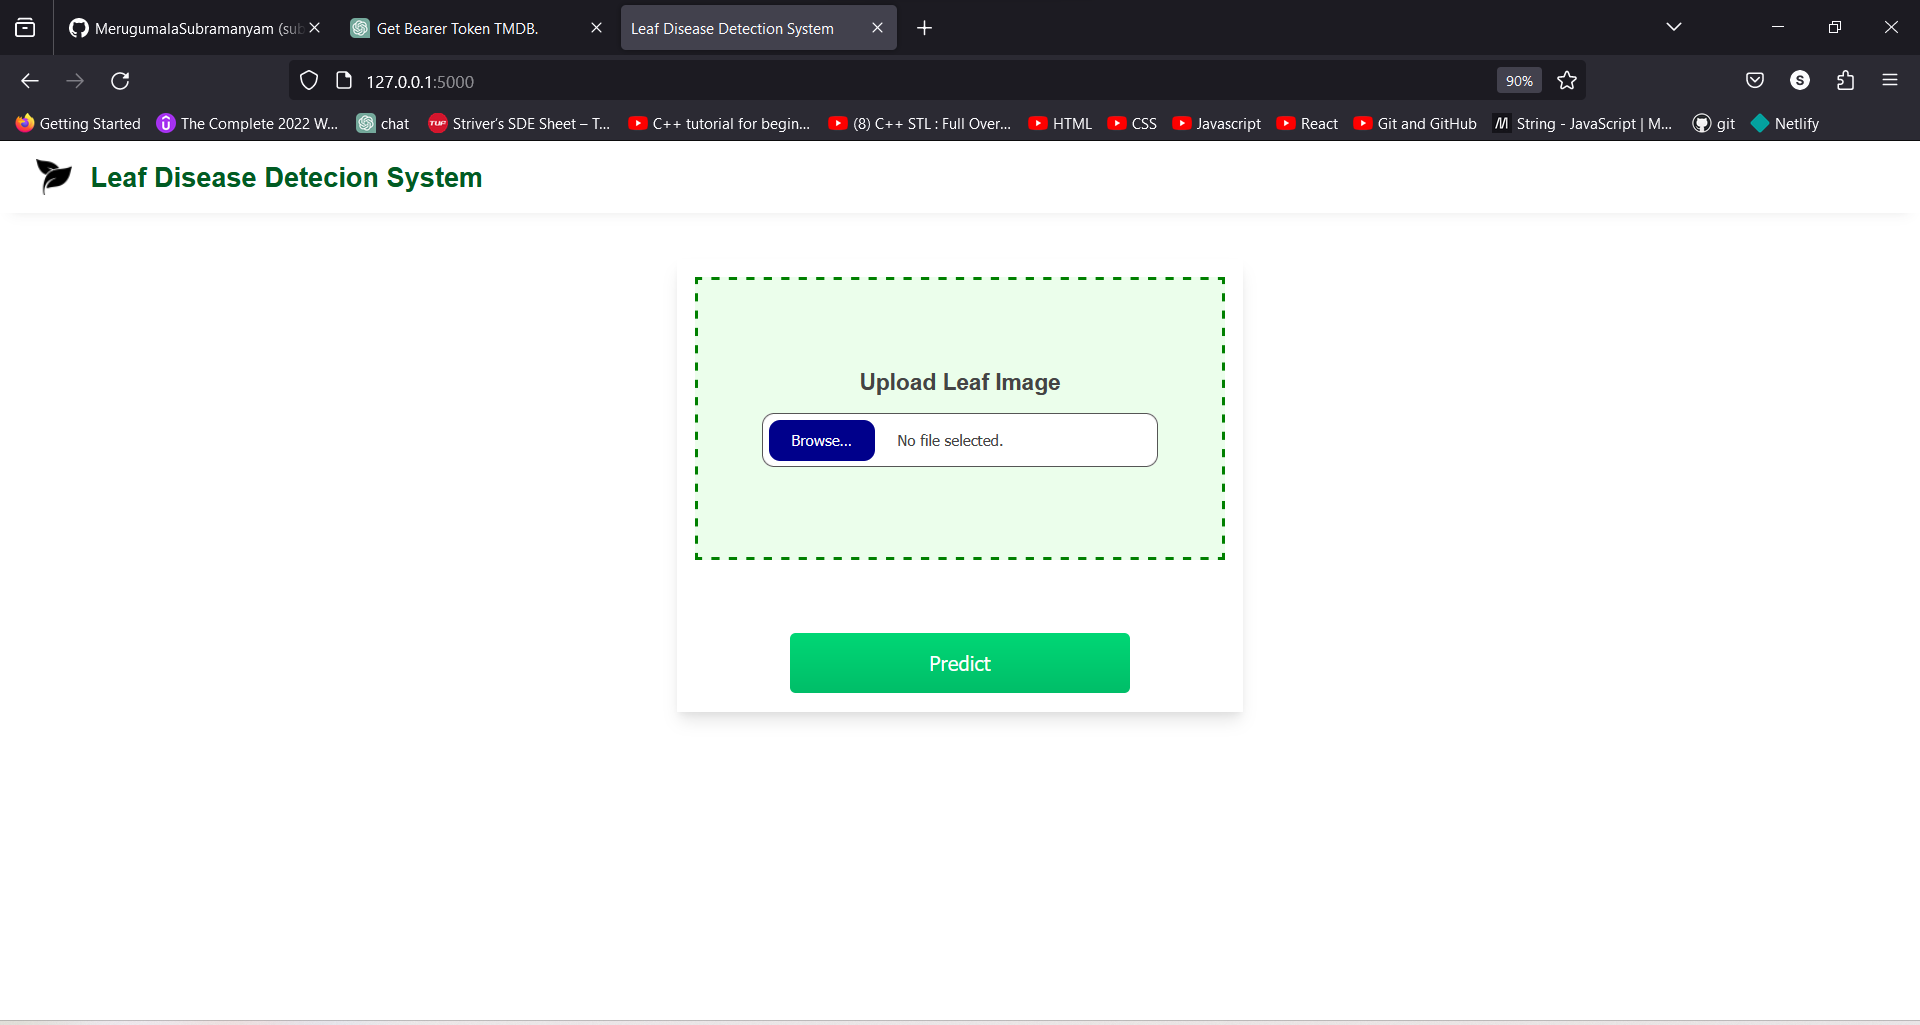 MerugumalaSubramanyam (sub
Get Bearer Token TMDB.
Leaf Disease Detection System
127.0.0.1:5000
90%
S
Getting Started
The Complete 2022 W...
chat
TUF
Striver's SDE Sheet – T...
C++ tutorial for begin...
(8) C++ STL : Full Over...
HTML
CSS
Javascript
React
Git and GitHub
M
String - JavaScript | M...
git
Netlify
Leaf Disease Detecion System
Upload Leaf Image
Browse...
No file selected.
Predict